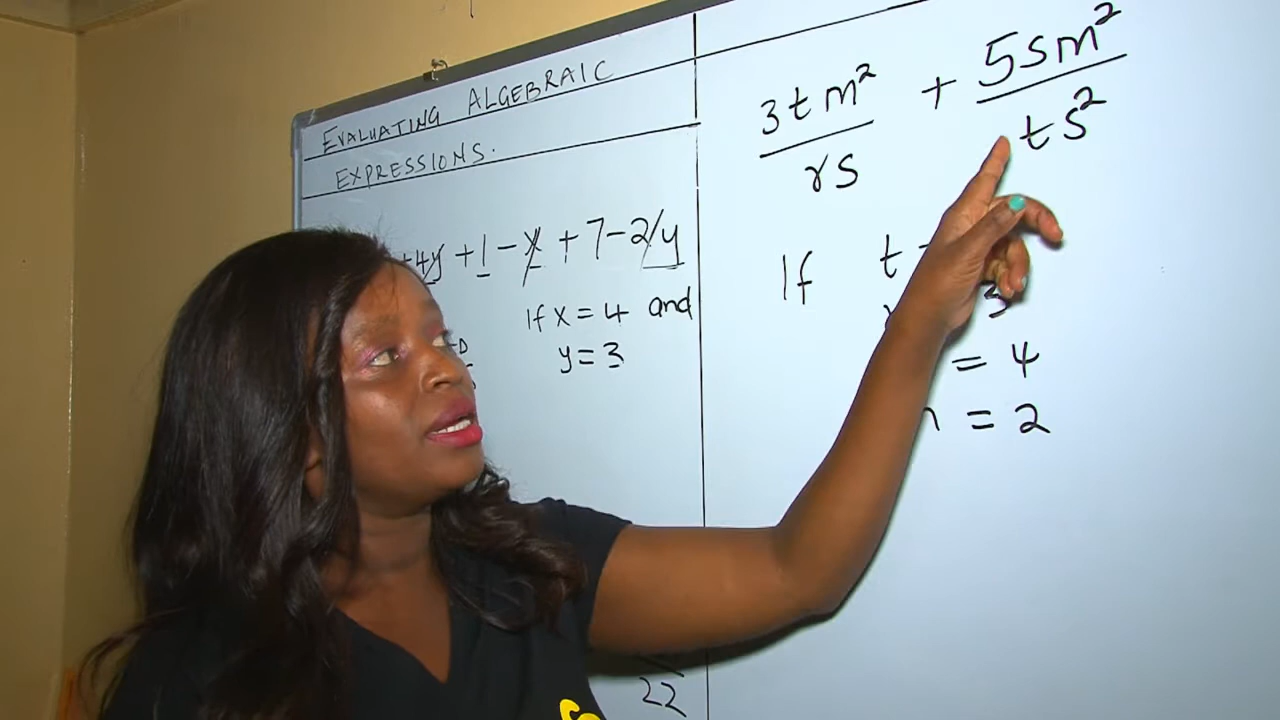 EVALUATING ALGEBRAIC
EXPRESSIONS.
+4y +1 -x +7-2y
If x = 4 and
y = 3
22
3tm²/rs + 5sm²/ts²
If t
3
= 4
= 2